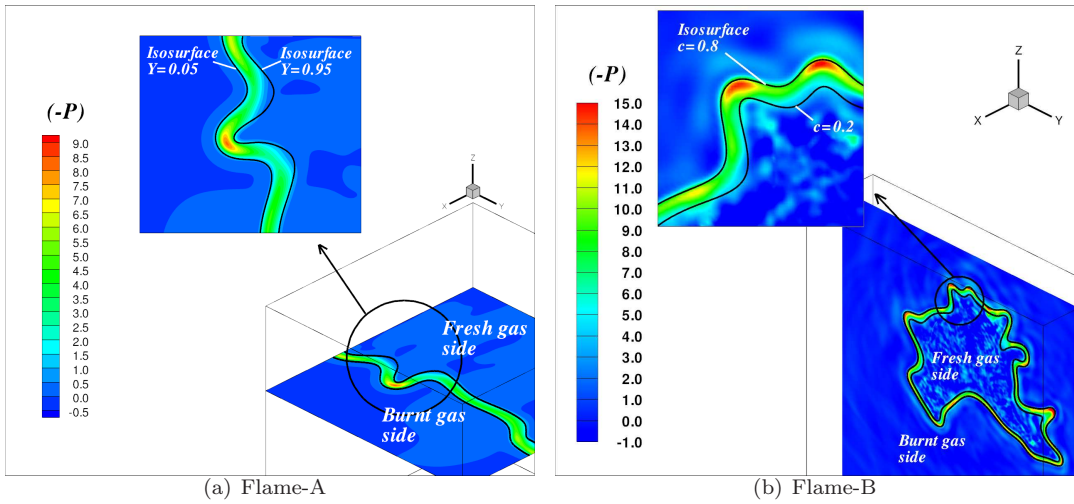 Isosurface
Y=0.05
Isosurface
Y=0.95
(-P)
9.0
8.5
8.0
7.5
7.0
6.5
6.0
5.5
5.0
4.5
4.0
3.5
3.0
2.5
2.0
1.5
1.0
0.5
0.0
-0.5
Z
X
Y
Fresh gas
side
Burnt gas
side
(a) Flame-A
Isosurface
c=0.8
c=0.2
(-P)
15.0
14.0
13.0
12.0
11.0
10.0
9.0
8.0
7.0
6.0
5.0
4.0
3.0
2.0
1.0
0.0
-1.0
Z
X
Y
Fresh gas
side
Burnt gas
side
(b) Flame-B